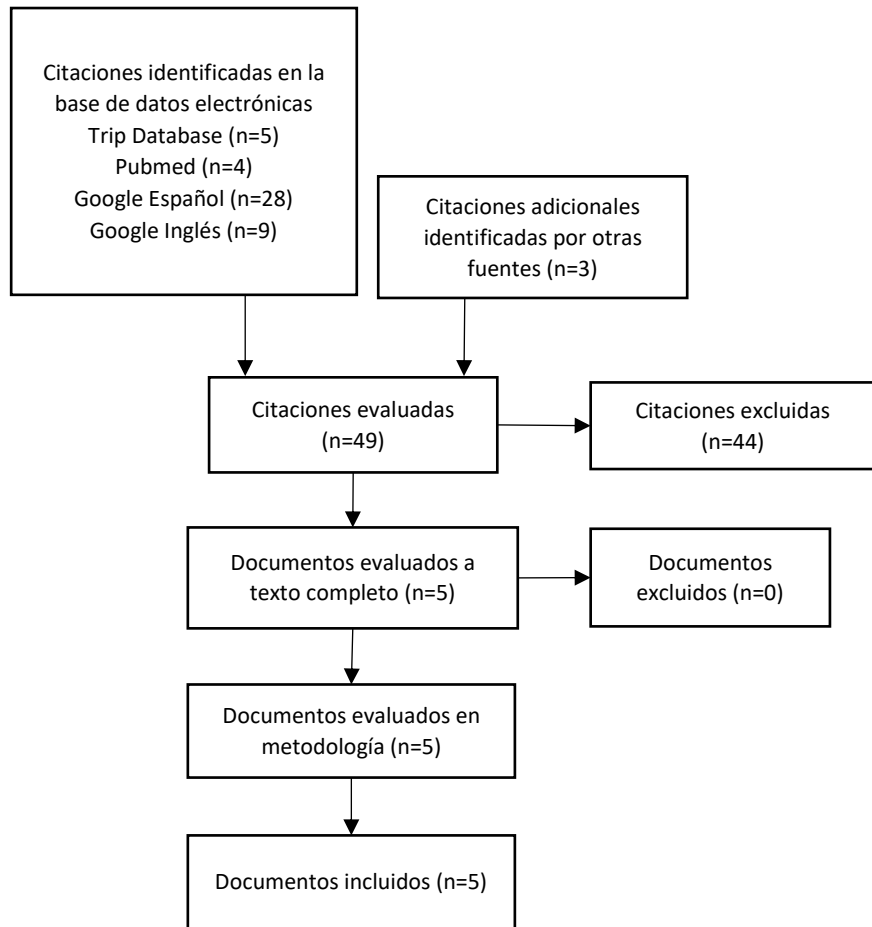 Citaciones identificadas en la
base de datos electrónicas
Trip Database (n=5)
Pubmed (n=4)
Google Español (n=28)
Google Inglés (n=9)
Citaciones adicionales
identificadas por otras
fuentes (n=3)
Citaciones evaluadas
(n=49)
Citaciones excluidas
(n=44)
Documentos evaluados a
texto completo (n=5)
Documentos
excluidos (n=0)
Documentos evaluados en
metodología (n=5)
Documentos incluidos (n=5)